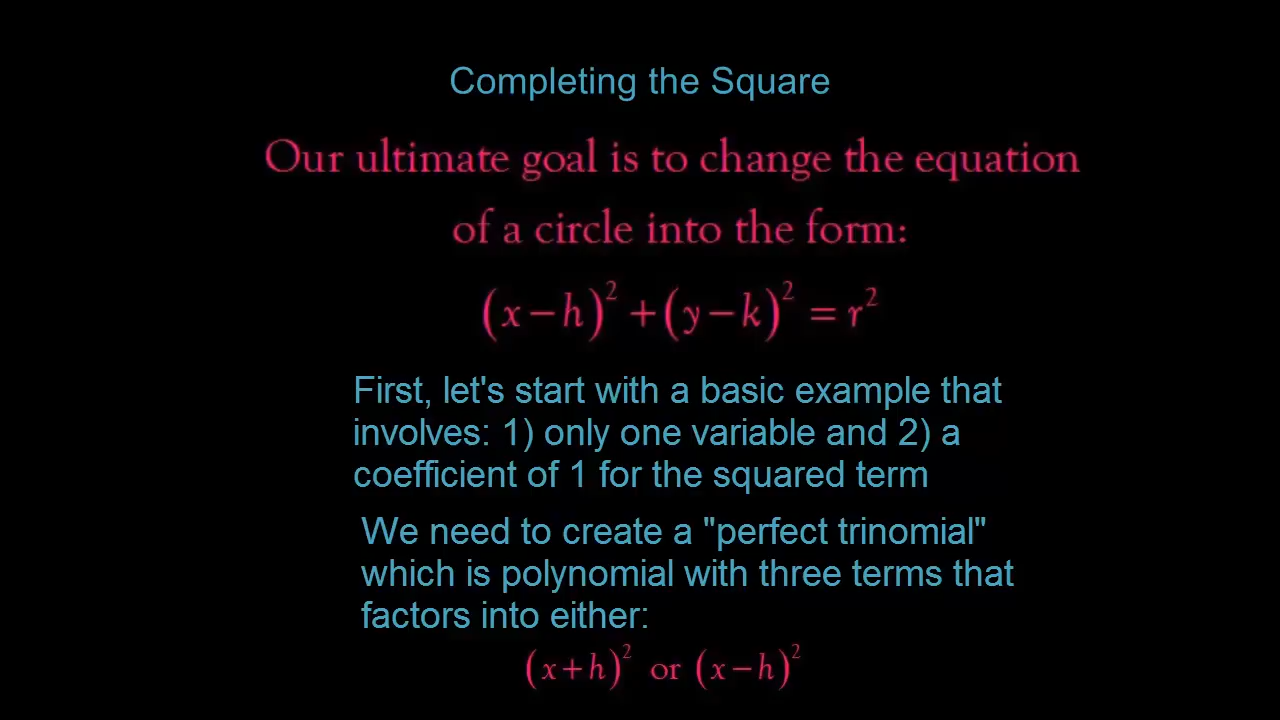 Completing the Square
Our ultimate goal is to change the equation
of a circle into the form:
(x−h)² + (y−k)² = r²
First, let's start with a basic example that
involves: 1) only one variable and 2) a
coefficient of 1 for the squared term
We need to create a "perfect trinomial"
which is polynomial with three terms that
factors into either:
(x+h)² or (x−h)²